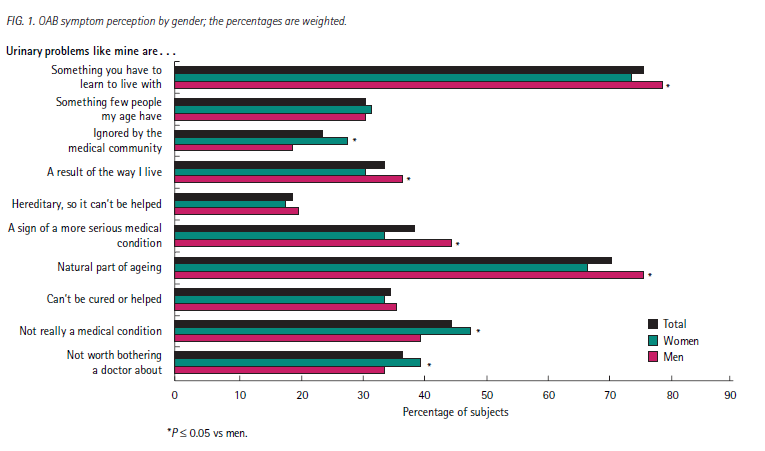 FIG. 1. OAB symptom perception by gender; the percentages are weighted.
Urinary problems like mine are...
Something you have to
learn to live with
*
Something few people
my age have
Ignored by the
medical community
*
A result of the way I live
*
Hereditary, so it can't be helped
A sign of a more serious medical
condition
*
Natural part of ageing
*
Can't be cured or helped
Not really a medical condition
*
Not worth bothering
a doctor about
*
Total
Women
Men
0 10 20 30 40 50 60 70 80 90
Percentage of subjects
*P ≤ 0.05 vs men.